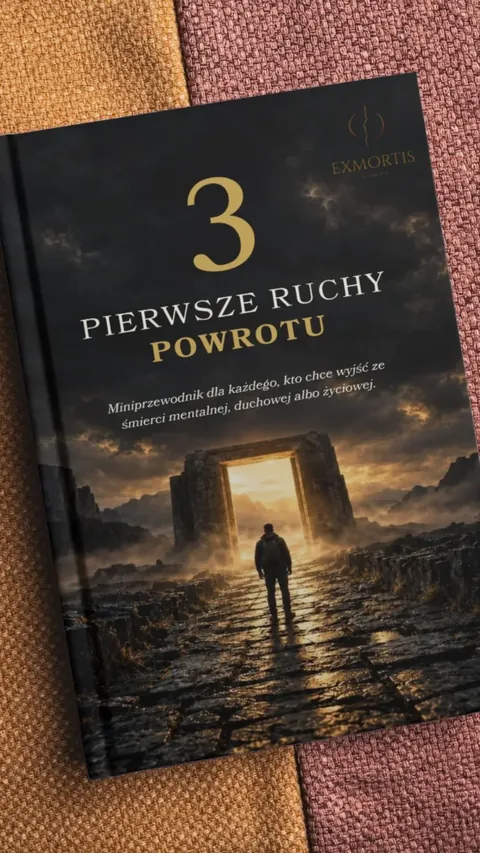 EXMORTIS
3
PIERWSZE RUCHY
POWROTU
Miniprzewodnik dla każdego, kto chce wyjść ze
śmierci mentalnej, duchowej albo życiowej.